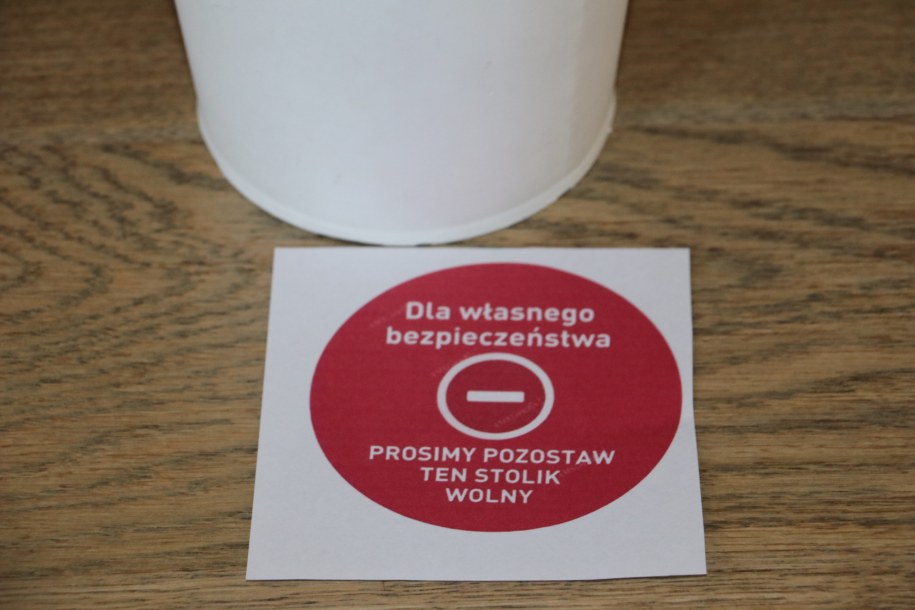 Dla własnego
bezpieczeństwa
PROSIMY POZOSTAW
TEN STOLIK
WOLNY